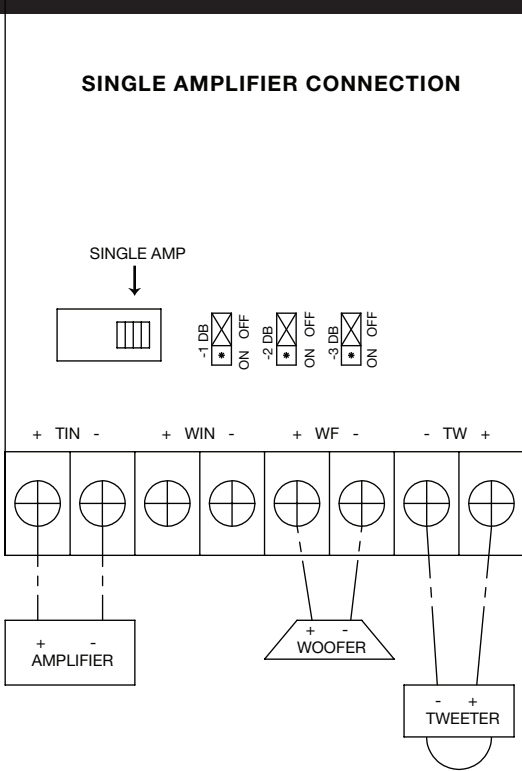 SINGLE AMPLIFIER CONNECTION
SINGLE AMP
-1 DB
ON OFF
-2 DB
ON OFF
-3 DB
ON OFF
+ TIN - + WIN - + WF - - TW +
+ -
AMPLIFIER
+ -
WOOFER
- +
TWEETER